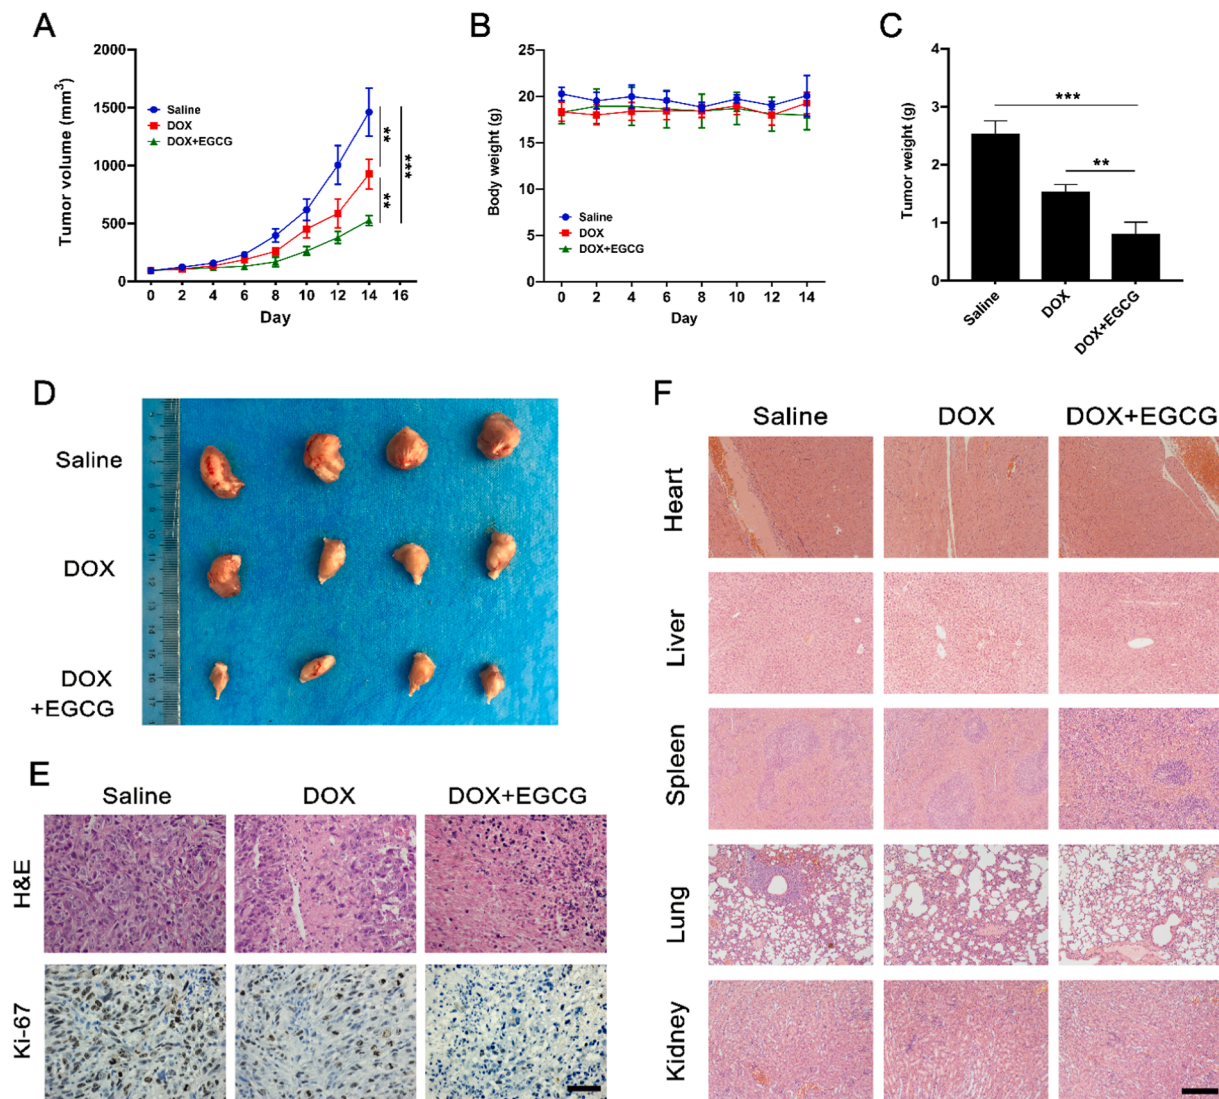 A
Tumor volume (mm³)
2000
1500
1000
500
0
Saline
DOX
DOX+EGCG
**
**
***
0 2 4 6 8 10 12 14 16
Day
B
Body weight (g)
25
20
15
10
5
0
Saline
DOX
DOX+EGCG
0 2 4 6 8 10 12 14
Day
C
Tumor weight (g)
4
3
2
1
0
***
**
Saline
DOX
DOX+EGCG
D
Saline
DOX
DOX
+EGCG
E
Saline DOX DOX+EGCG
H&E
Ki-67
F
Saline DOX DOX+EGCG
Heart
Liver
Spleen
Lung
Kidney